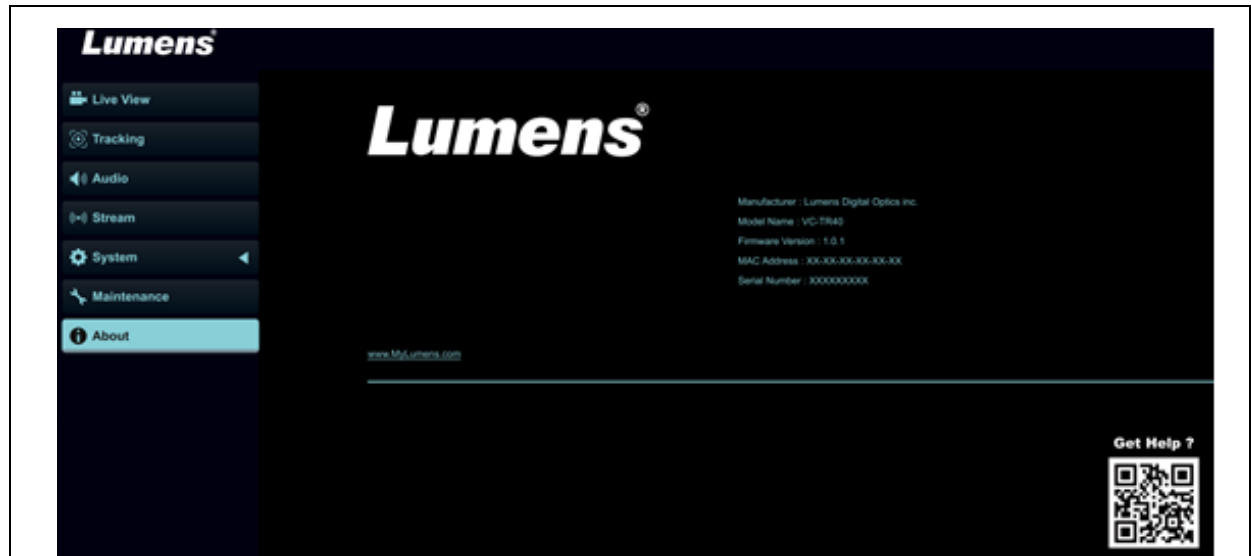 Lumens
Live View
Tracking
Audio
Stream
System
Maintenance
About
Lumens®
Manufacturer : Lumens Digital Optics inc.
Model Name : VC-TR40
Firmware Version : 1.0.1
MAC Address : XX-XX-XX-XX-XX-XX
Serial Number : XXXXXXXXXX
www.MyLumens.com
Get Help ?